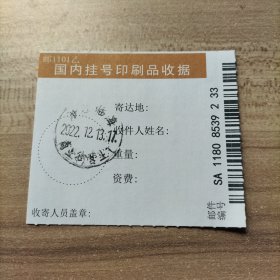 邮1101乙
国内挂号印刷品收据
寄达地：
收件人姓名：
重量：
资费：
收寄人员盖章：
2022.12.13.17
邮件
编号
SA 1180 8539 2 33